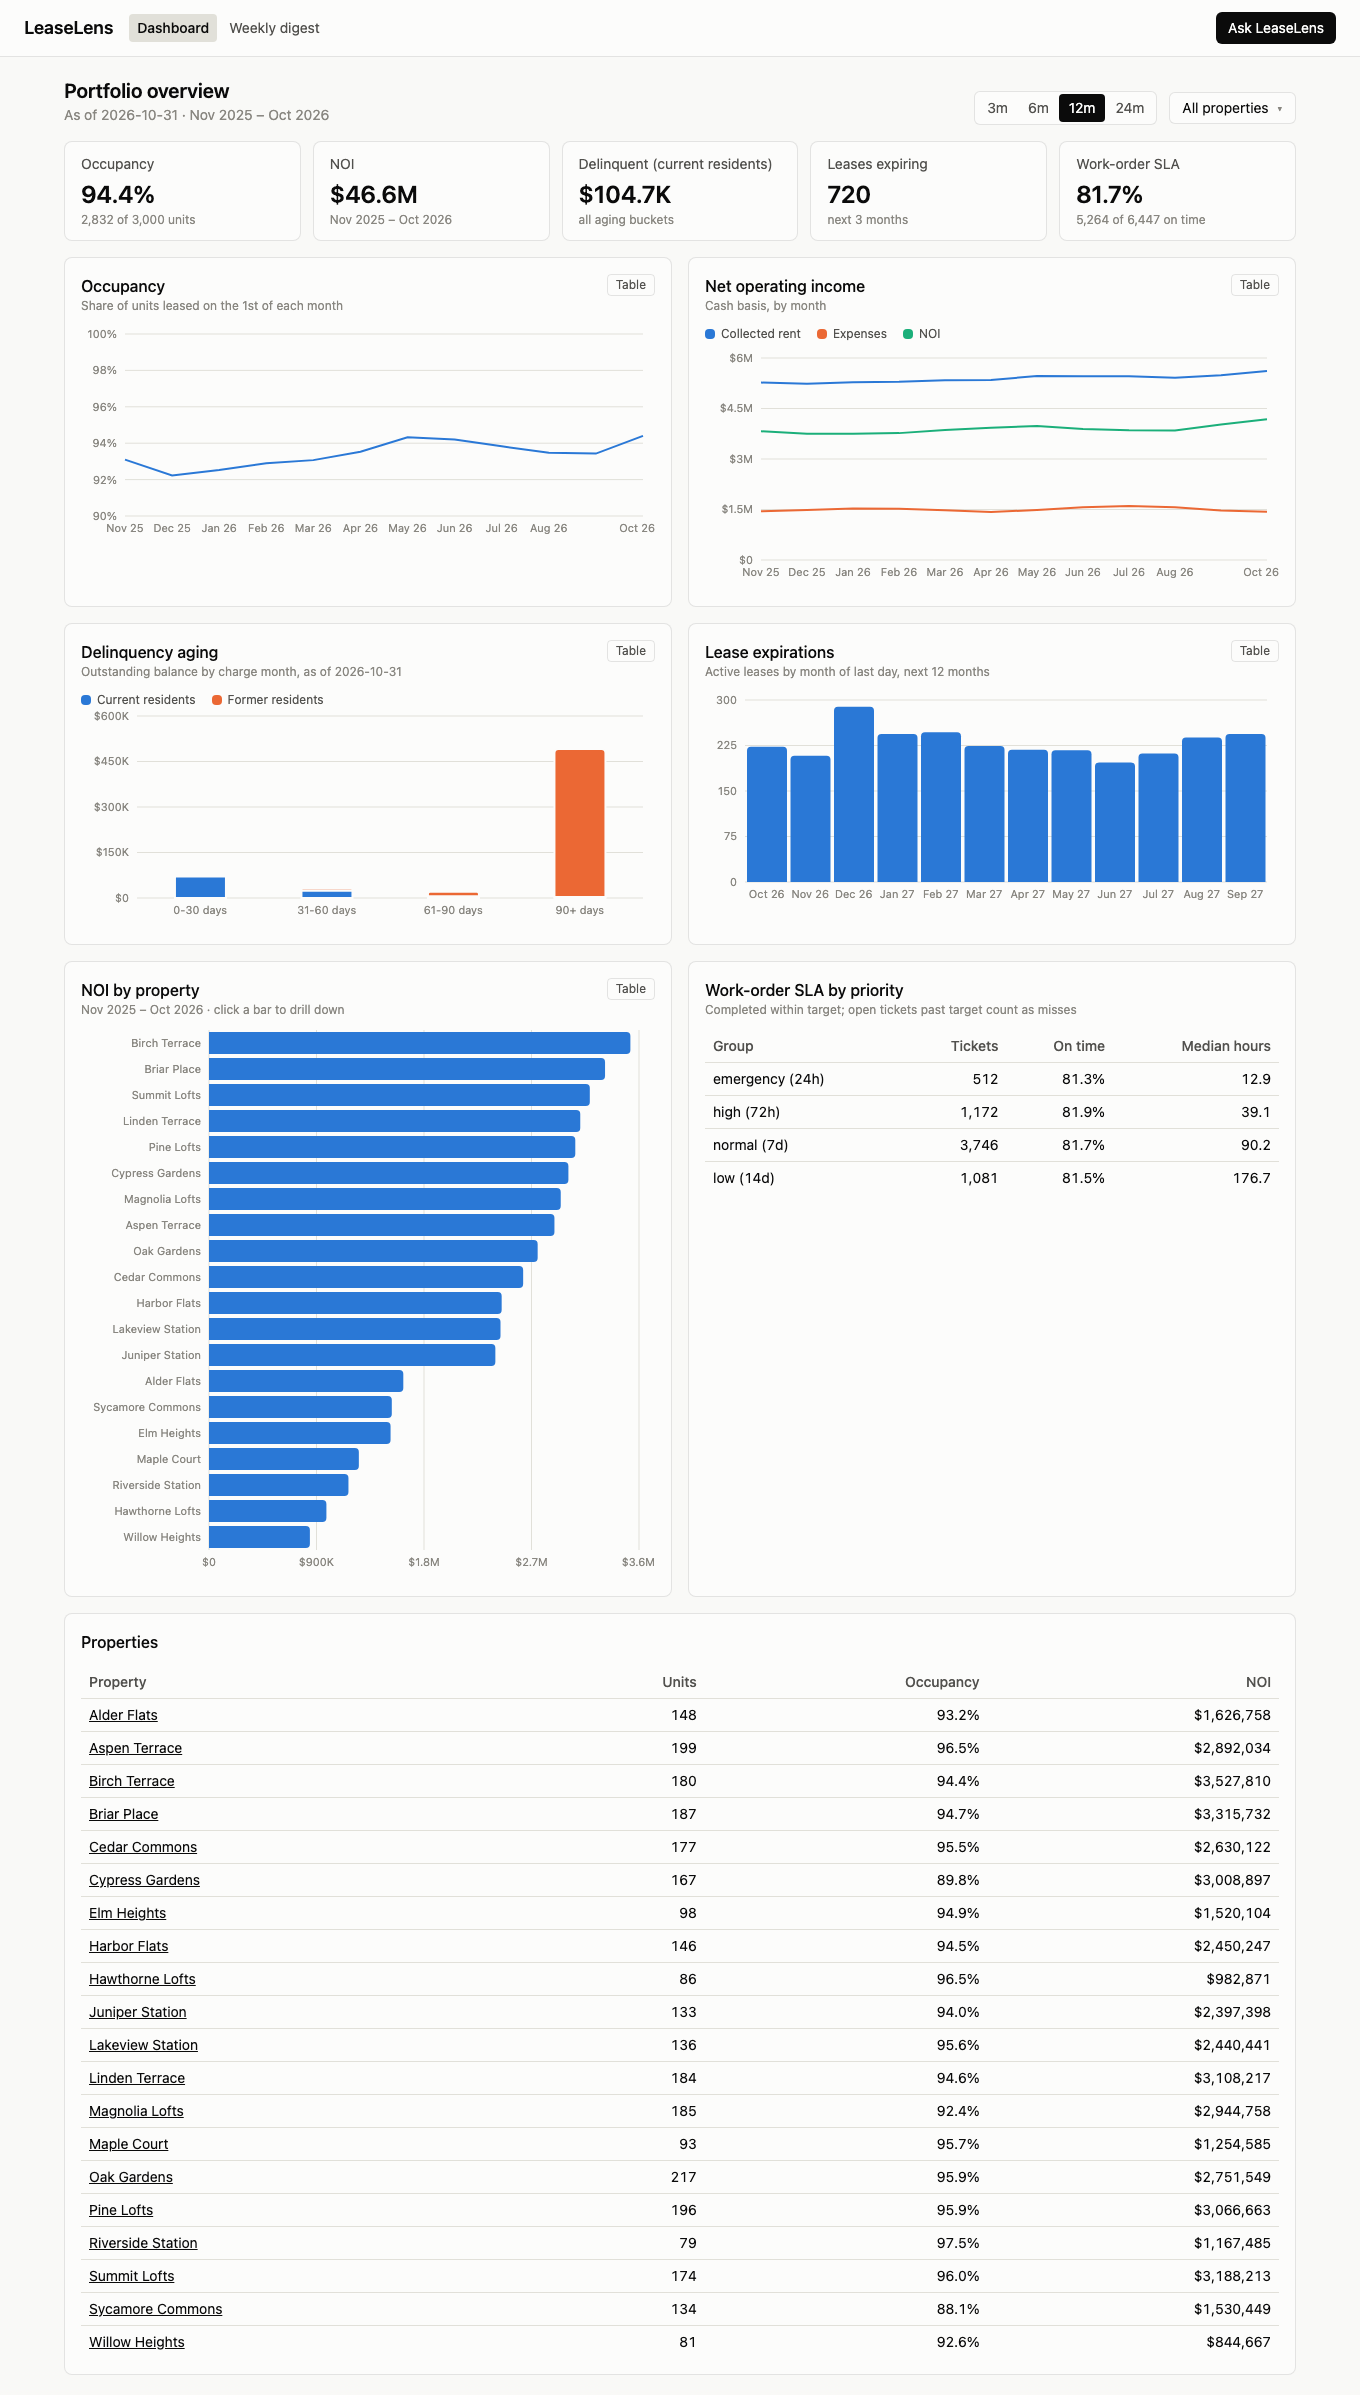 LeaseLens Dashboard Weekly digest Ask LeaseLens
Portfolio overview
As of 2026-10-31 · Nov 2025 – Oct 2026
3m 6m 12m 24m All properties
Occupancy
94.4%
2,832 of 3,000 units
NOI
$46.6M
Nov 2025 – Oct 2026
Delinquent (current residents)
$104.7K
all aging buckets
Leases expiring
720
next 3 months
Work-order SLA
81.7%
5,264 of 6,447 on time
Occupancy Table
Share of units leased on the 1st of each month
100%
98%
96%
94%
92%
90%
Nov 25 Dec 25 Jan 26 Feb 26 Mar 26 Apr 26 May 26 Jun 26 Jul 26 Aug 26 Oct 26
Net operating income Table
Cash basis, by month
Collected rent Expenses NOI
$6M
$4.5M
$3M
$1.5M
$0
Nov 25 Dec 25 Jan 26 Feb 26 Mar 26 Apr 26 May 26 Jun 26 Jul 26 Aug 26 Oct 26
Delinquency aging Table
Outstanding balance by charge month, as of 2026-10-31
Current residents Former residents
$600K
$450K
$300K
$150K
$0
0-30 days 31-60 days 61-90 days 90+ days
Lease expirations Table
Active leases by month of last day, next 12 months
300
225
150
75
0
Oct 26 Nov 26 Dec 26 Jan 27 Feb 27 Mar 27 Apr 27 May 27 Jun 27 Jul 27 Aug 27 Sep 27
NOI by property Table
Nov 2025 – Oct 2026 · click a bar to drill down
Birch Terrace
Briar Place
Summit Lofts
Linden Terrace
Pine Lofts
Cypress Gardens
Magnolia Lofts
Aspen Terrace
Oak Gardens
Cedar Commons
Harbor Flats
Lakeview Station
Juniper Station
Alder Flats
Sycamore Commons
Elm Heights
Maple Court
Riverside Station
Hawthorne Lofts
Willow Heights
$0 $900K $1.8M $2.7M $3.6M
Work-order SLA by priority
Completed within target; open tickets past target count as misses
Group Tickets On time Median hours
emergency (24h) 512 81.3% 12.9
high (72h) 1,172 81.9% 39.1
normal (7d) 3,746 81.7% 90.2
low (14d) 1,081 81.5% 176.7
Properties
Property Units Occupancy NOI
Alder Flats 148 93.2% $1,626,758
Aspen Terrace 199 96.5% $2,892,034
Birch Terrace 180 94.4% $3,527,810
Briar Place 187 94.7% $3,315,732
Cedar Commons 177 95.5% $2,630,122
Cypress Gardens 167 89.8% $3,008,897
Elm Heights 98 94.9% $1,520,104
Harbor Flats 146 94.5% $2,450,247
Hawthorne Lofts 86 96.5% $982,871
Juniper Station 133 94.0% $2,397,398
Lakeview Station 136 95.6% $2,440,441
Linden Terrace 184 94.6% $3,108,217
Magnolia Lofts 185 92.4% $2,944,758
Maple Court 93 95.7% $1,254,585
Oak Gardens 217 95.9% $2,751,549
Pine Lofts 196 95.9% $3,066,663
Riverside Station 79 97.5% $1,167,485
Summit Lofts 174 96.0% $3,188,213
Sycamore Commons 134 88.1% $1,530,449
Willow Heights 81 92.6% $844,667